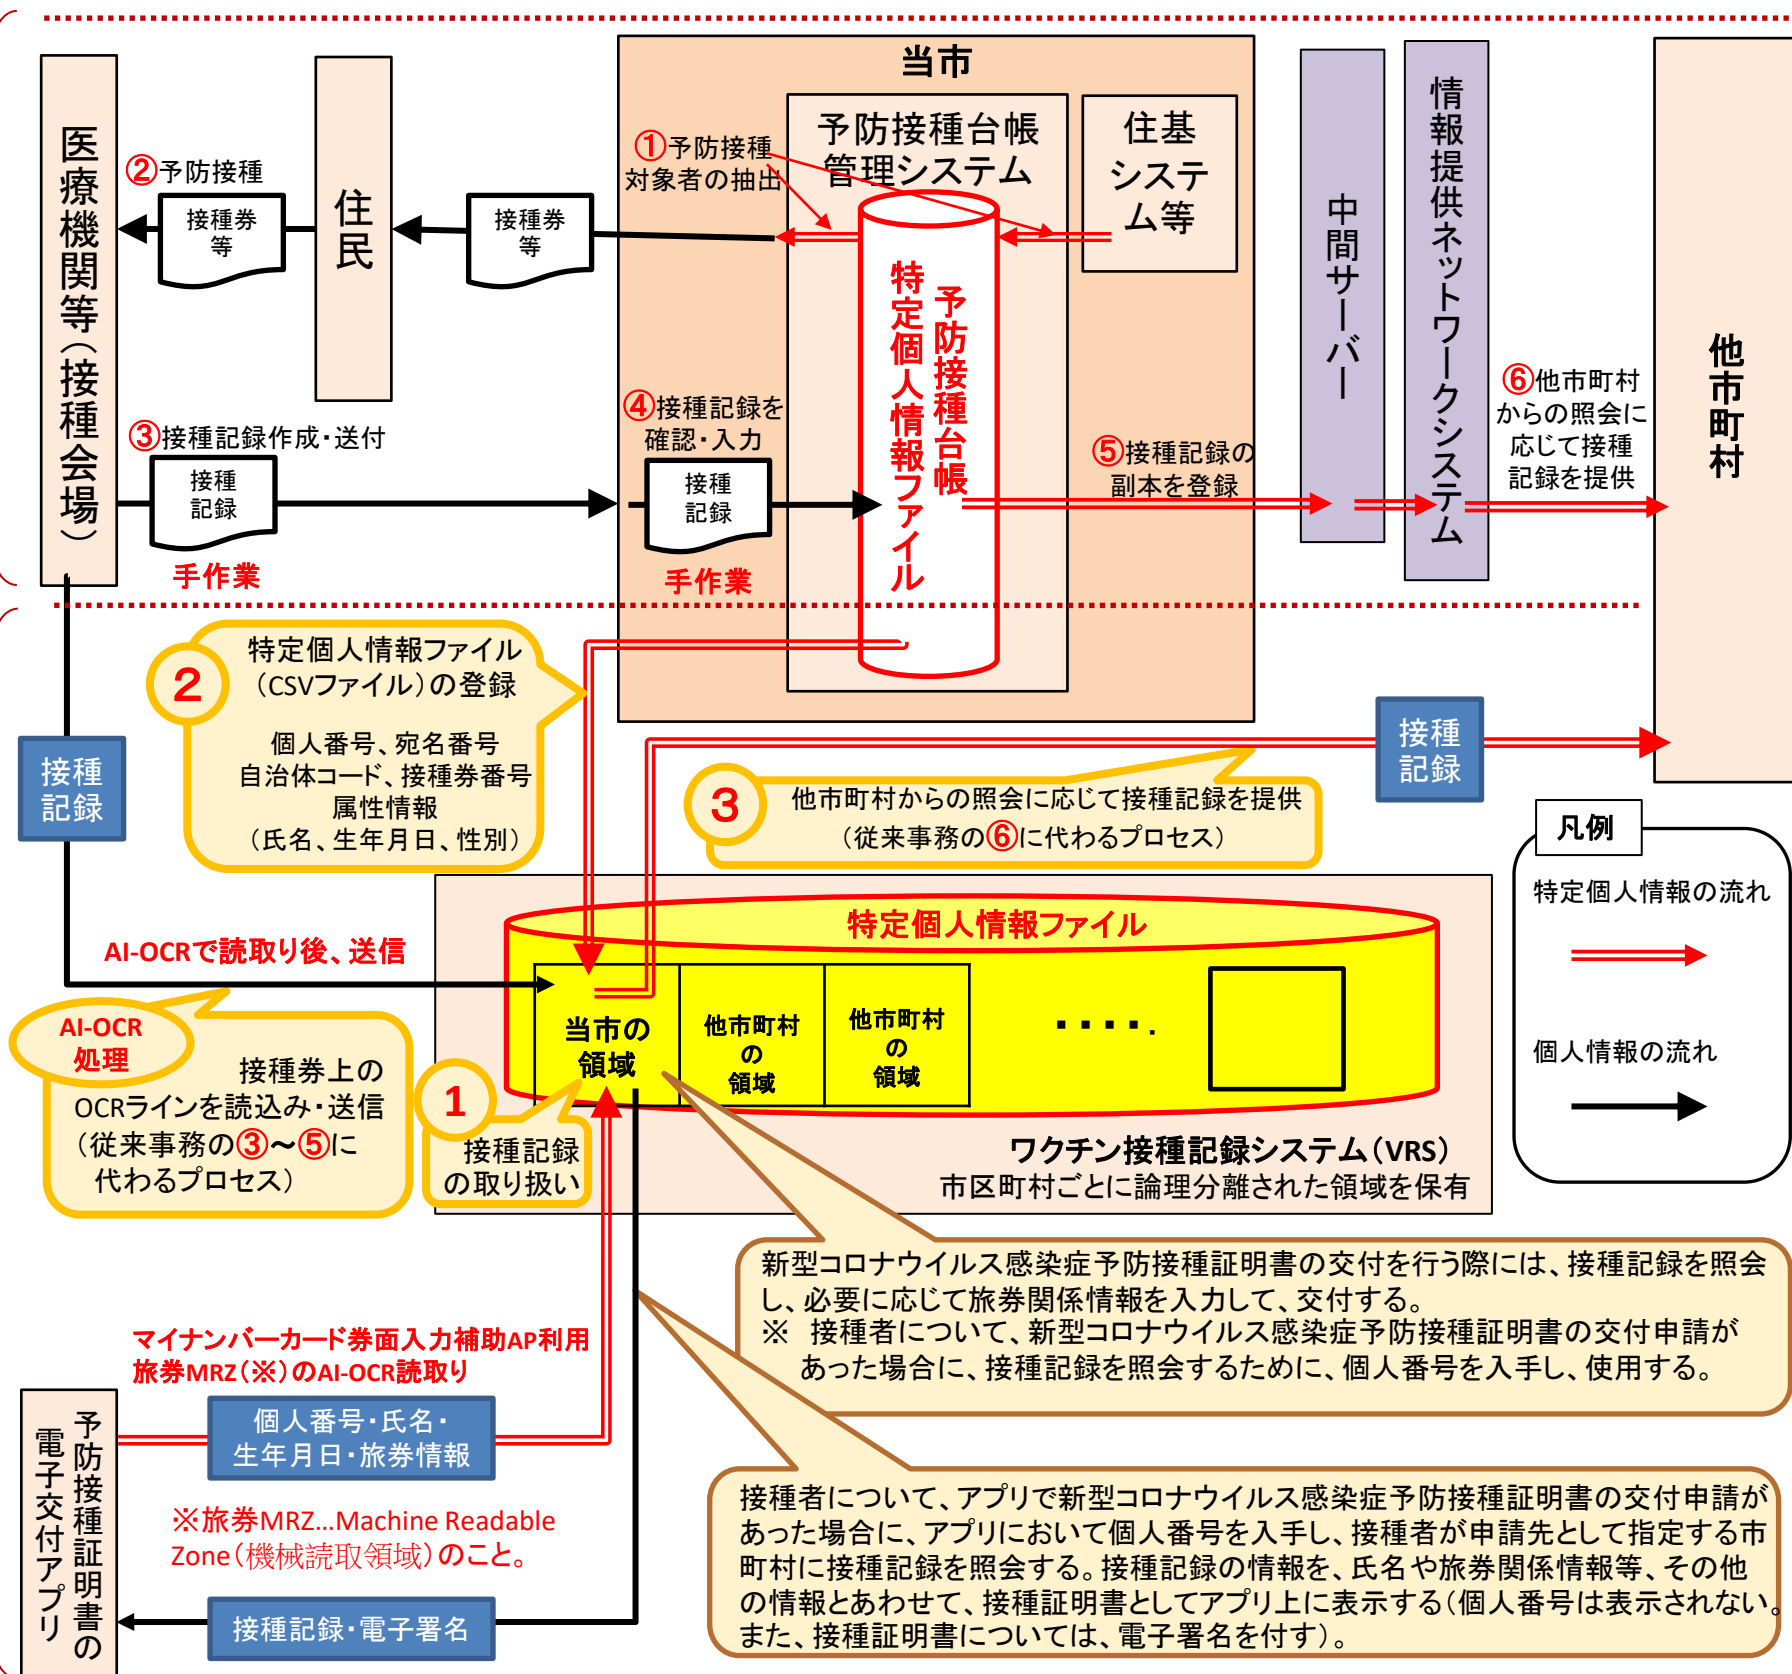 当市
医療機関等（接種会場）
②予防接種
接種券
等
住民
接種券
等
①予防接種
対象者の抽出
予防接種台帳
管理システム
住基
システ
ム等
予防接種台帳
特定個人情報ファイル
中間サーバー
情報提供ネットワークシステム
他市町村
③接種記録作成・送付
接種
記録
手作業
④接種記録を
確認・入力
接種
記録
手作業
⑤接種記録の
副本を登録
⑥他市町村
からの照会に
応じて接種
記録を提供
2
特定個人情報ファイル
（CSVファイル）の登録
個人番号、宛名番号
自治体コード、接種券番号
属性情報
（氏名、生年月日、性別）
接種
記録
接種
記録
3
他市町村からの照会に応じて接種記録を提供
（従来事務の⑥に代わるプロセス）
凡例
特定個人情報の流れ
個人情報の流れ
AI-OCRで読取り後、送信
特定個人情報ファイル
当市の
領域
他市町村
の
領域
他市町村
の
領域
・・・・.
AI-OCR
処理
接種券上の
OCRラインを読込み・送信
（従来事務の③～⑤に
代わるプロセス）
1
接種記録
の取り扱い
ワクチン接種記録システム（VRS）
市区町村ごとに論理分離された領域を保有
新型コロナウイルス感染症予防接種証明書の交付を行う際には、接種記録を照会
し、必要に応じて旅券関係情報を入力して、交付する。
※　接種者について、新型コロナウイルス感染症予防接種証明書の交付申請が
あった場合に、接種記録を照会するために、個人番号を入手し、使用する。
マイナンバーカード券面入力補助AP利用
旅券MRZ（※）のAI-OCR読取り
予防接種証明書の
電子交付アプリ
個人番号・氏名・
生年月日・旅券情報
※旅券MRZ…Machine Readable
Zone（機械読取領域）のこと。
接種記録・電子署名
接種者について、アプリで新型コロナウイルス感染症予防接種証明書の交付申請が
あった場合に、アプリにおいて個人番号を入手し、接種者が申請先として指定する市
町村に接種記録を照会する。接種記録の情報を、氏名や旅券関係情報等、その他
の情報とあわせて、接種証明書としてアプリ上に表示する（個人番号は表示されない。
また、接種証明書については、電子署名を付す）。